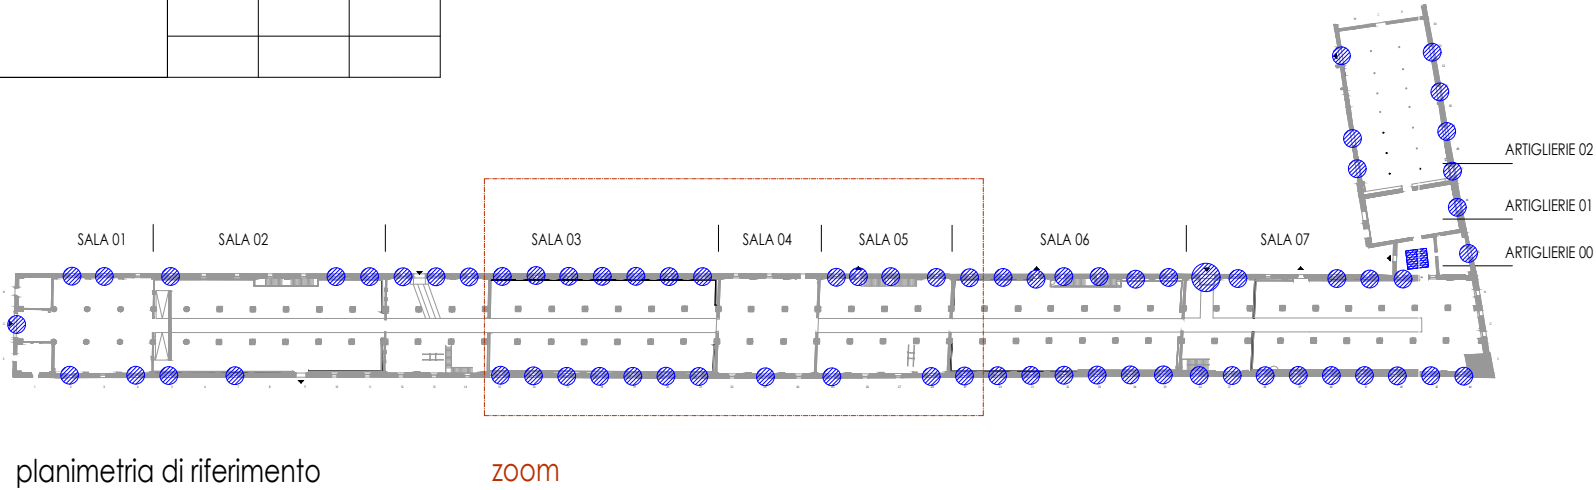 ARTIGLIERIE 02
ARTIGLIERIE 01
SALA 01
SALA 02
SALA 03
SALA 04
SALA 05
SALA 06
SALA 07
ARTIGLIERIE 00
planimetria di riferimento
zoom